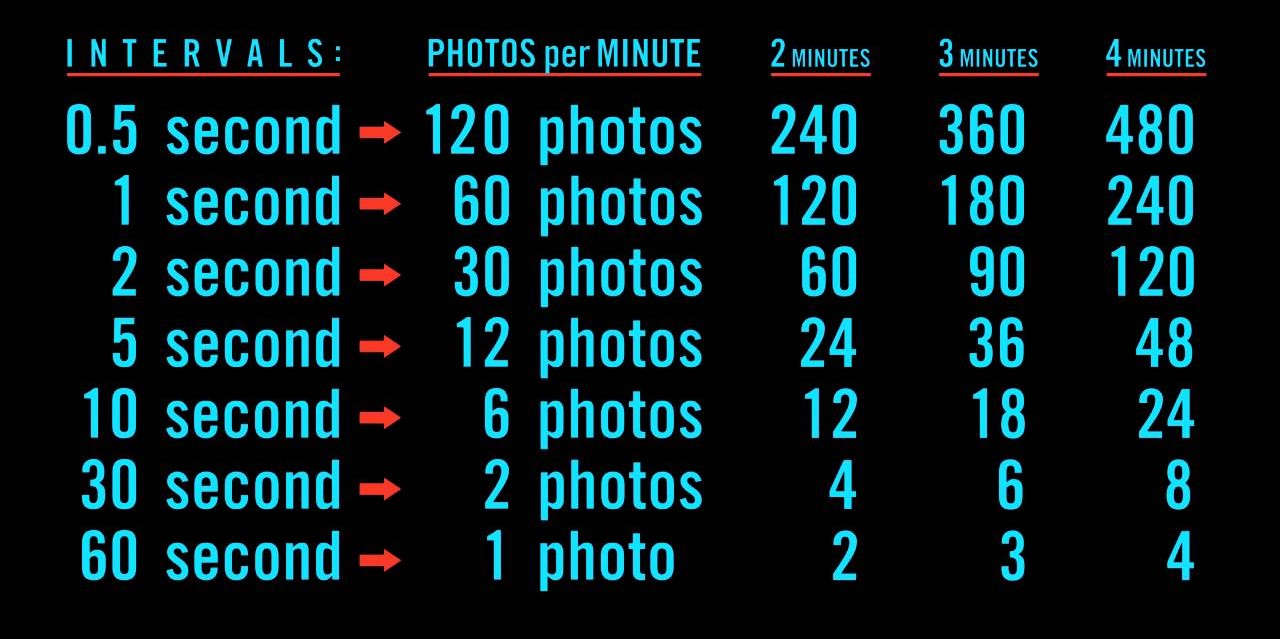 INTERVALS: PHOTOS per MINUTE 2 MINUTES 3 MINUTES 4 MINUTES
0.5 second 120 photos 240 360 480
1 second 60 photos 120 180 240
2 second 30 photos 60 90 120
5 second 12 photos 24 36 48
10 second 6 photos 12 18 24
30 second 2 photos 4 6 8
60 second 1 photo 2 3 4